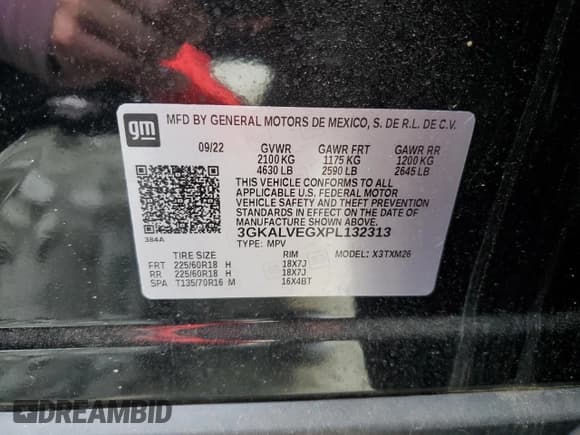 gm
MFD BY GENERAL MOTORS DE MEXICO, S. DE R.L. DE C.V.
09/22 GVWR GAWR FRT GAWR RR
2100 KG 1175 KG 1200 KG
4630 LB 2590 LB 2645 LB
THIS VEHICLE CONFORMS TO ALL
APPLICABLE U.S. FEDERAL MOTOR
VEHICLE SAFETY AND THEFT PREVENTION
STANDARDS IN EFFECT ON THE DATE OF
MANUFACTURE SHOWN ABOVE.
3GKALVEGXPL132313
384A TYPE: MPV
TIRE SIZE RIM MODEL: X3TXM26
FRT 225/60R18 H 18X7J
RR 225/60R18 H 18X7J
SPA T135/70R16 M 16X4BT
DREAMBID